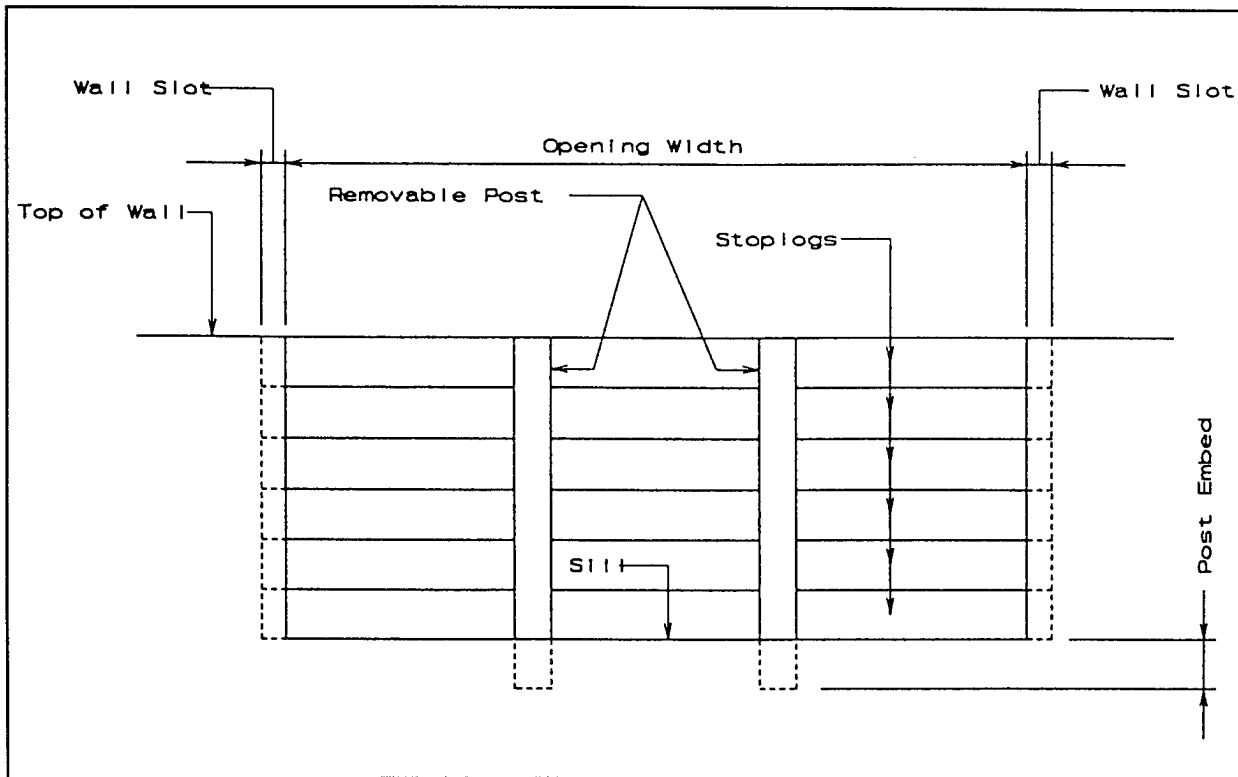 Wall Slot
Wall Slot
Opening Width
Removable Post
Top of Wall
Stoplogs
Post Embed
Sill